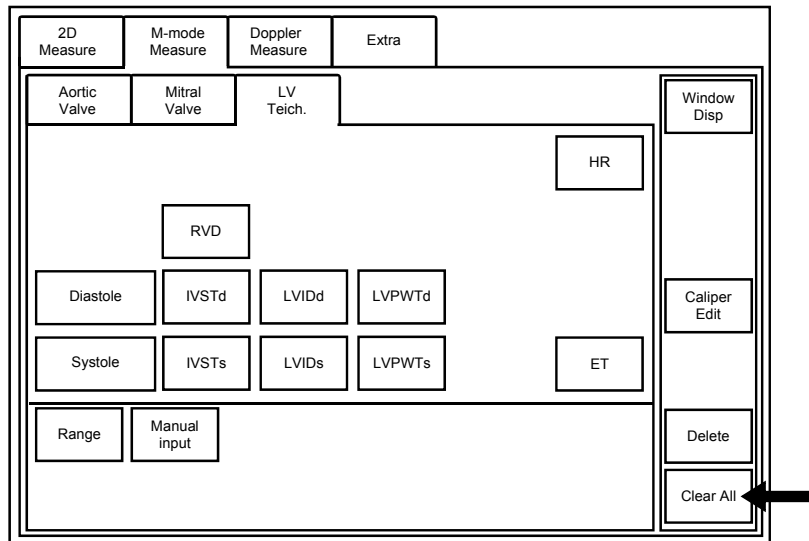 2D
Measure
M-mode
Measure
Doppler
Measure
Extra
Aortic
Valve
Mitral
Valve
LV
Teich.
Window
Disp
HR
RVD
Diastole
IVSTd
LVIDd
LVPWTd
Caliper
Edit
Systole
IVSTs
LVIDs
LVPWTs
ET
Range
Manual
input
Delete
Clear All